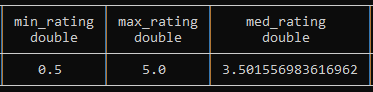 min_rating max_rating med_rating
double double double
0.5 5.0 3.501556983616962